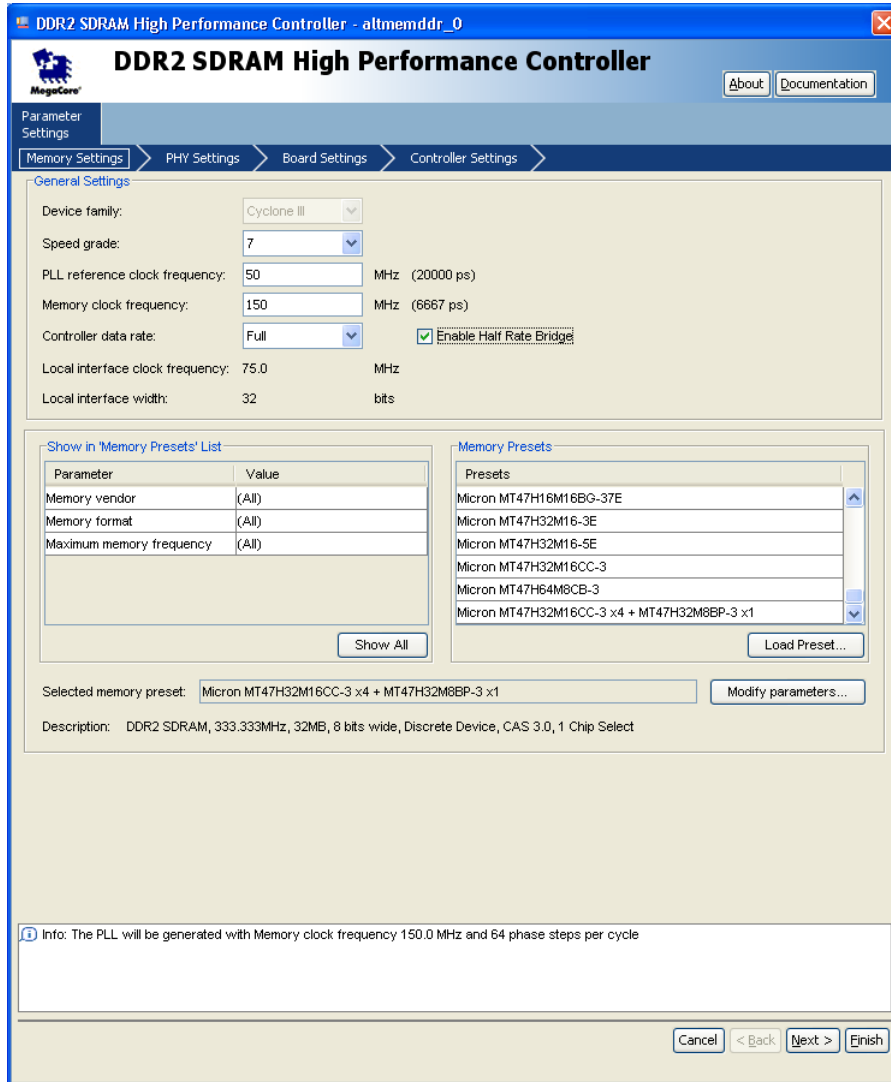 DDR2 SDRAM High Performance Controller - altmemddr_0
DDR2 SDRAM High Performance Controller
MegaCore®
About
Documentation
Parameter
Settings
Memory Settings
PHY Settings
Board Settings
Controller Settings
General Settings
Device family: Cyclone III
Speed grade: 7
PLL reference clock frequency: 50 MHz (20000 ps)
Memory clock frequency: 150 MHz (6667 ps)
Controller data rate: Full Enable Half Rate Bridge
Local interface clock frequency: 75.0 MHz
Local interface width: 32 bits
Show in 'Memory Presets' List
Parameter Value
Memory vendor (All)
Memory format (All)
Maximum memory frequency (All)
Show All
Memory Presets
Presets
Micron MT47H16M16BG-37E
Micron MT47H32M16-3E
Micron MT47H32M16-5E
Micron MT47H32M16CC-3
Micron MT47H64M8CB-3
Micron MT47H32M16CC-3 x4 + MT47H32M8BP-3 x1
Load Preset...
Selected memory preset: Micron MT47H32M16CC-3 x4 + MT47H32M8BP-3 x1 Modify parameters...
Description: DDR2 SDRAM, 333.333MHz, 32MB, 8 bits wide, Discrete Device, CAS 3.0, 1 Chip Select
Info: The PLL will be generated with Memory clock frequency 150.0 MHz and 64 phase steps per cycle
Cancel < Back Next > Finish